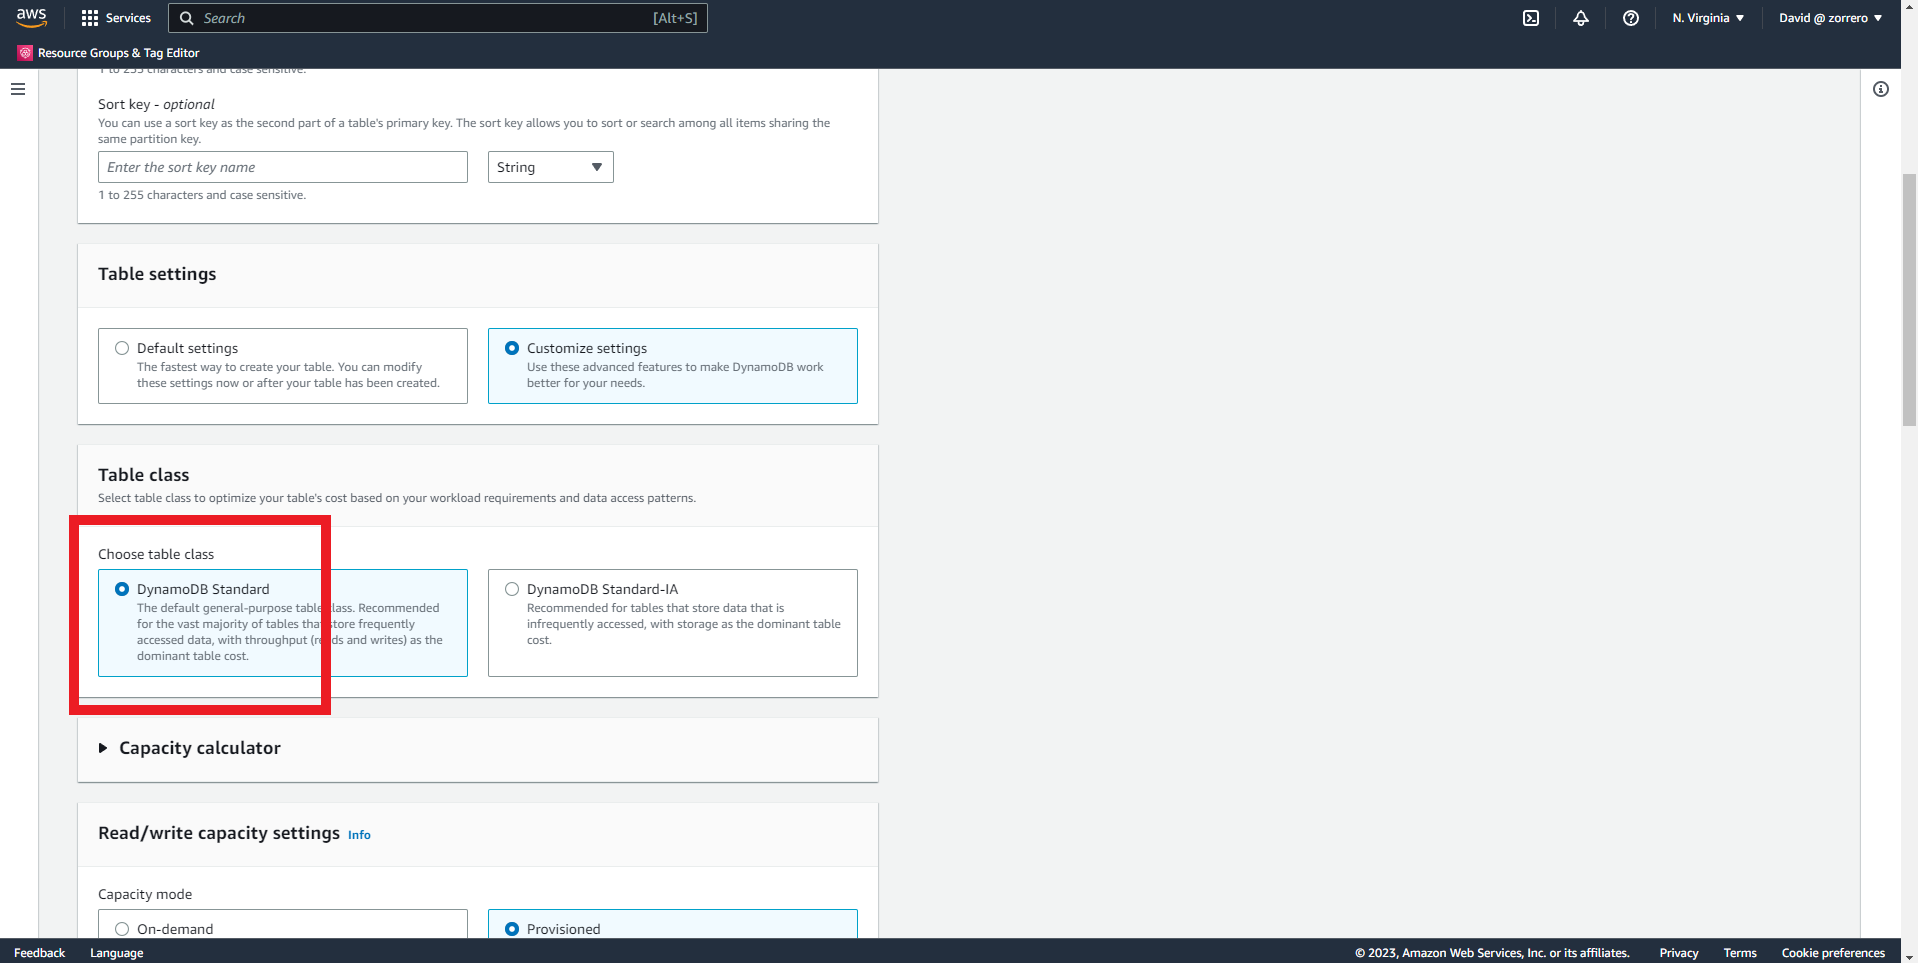 aws
Services
Search
[Alt+S]
N. Virginia
David @ zorrero
Resource Groups & Tag Editor
1 to 255 characters and case sensitive.
Sort key - optional
You can use a sort key as the second part of a table's primary key. The sort key allows you to sort or search among all items sharing the
same partition key.
Enter the sort key name
String
1 to 255 characters and case sensitive.
Table settings
Default settings
The fastest way to create your table. You can modify
these settings now or after your table has been created.
Customize settings
Use these advanced features to make DynamoDB work
better for your needs.
Table class
Select table class to optimize your table's cost based on your workload requirements and data access patterns.
Choose table class
DynamoDB Standard
The default general-purpose table class. Recommended
for the vast majority of tables that store frequently
accessed data, with throughput (reads and writes) as the
dominant table cost.
DynamoDB Standard-IA
Recommended for tables that store data that is
infrequently accessed, with storage as the dominant table
cost.
Capacity calculator
Read/write capacity settings Info
Capacity mode
On-demand
Provisioned
Feedback
Language
© 2023, Amazon Web Services, Inc. or its affiliates.
Privacy
Terms
Cookie preferences